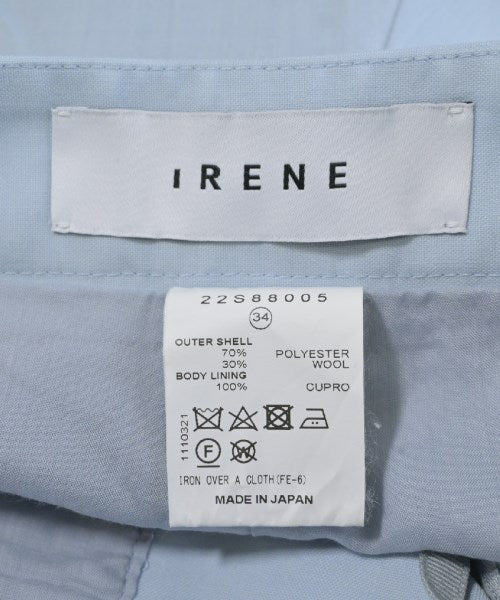 IRENE
22S88005
34
OUTER SHELL
70% POLYESTER
30% WOOL
BODY LINING
100% CUPRO
1110321
F W
IRON OVER A CLOTH(FE-6)
MADE IN JAPAN